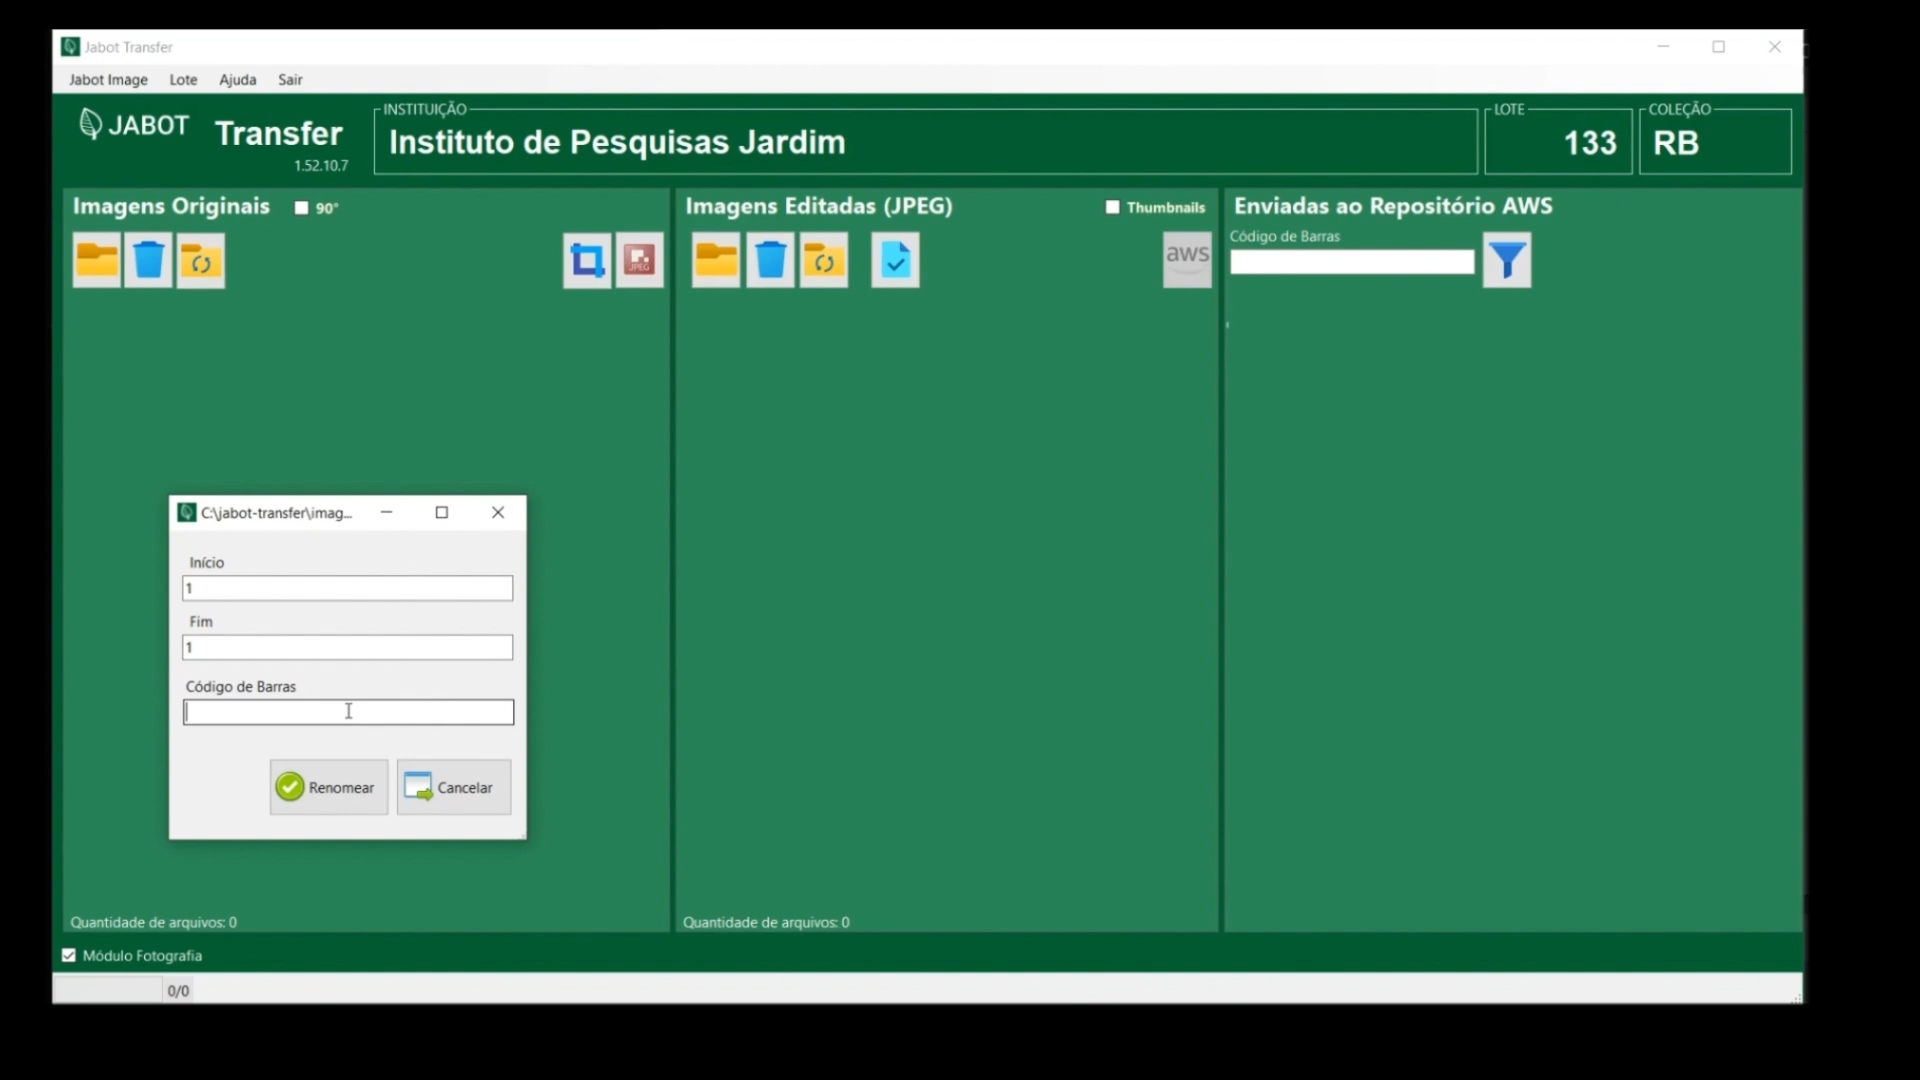 Jabot Transfer
Jabot Image Lote Ajuda Sair
JABOT Transfer
1.52.10.7
INSTITUIÇÃO
Instituto de Pesquisas Jardim
LOTE
133
COLEÇÃO
RB
Imagens Originais 90°
JPEG
Imagens Editadas (JPEG) Thumbnails
aws
Enviadas ao Repositório AWS
Código de Barras
C:\jabot-transfer\imag...
Início
1
Fim
1
Código de Barras
Renomear Cancelar
Quantidade de arquivos: 0
Quantidade de arquivos: 0
Módulo Fotografia
0/0